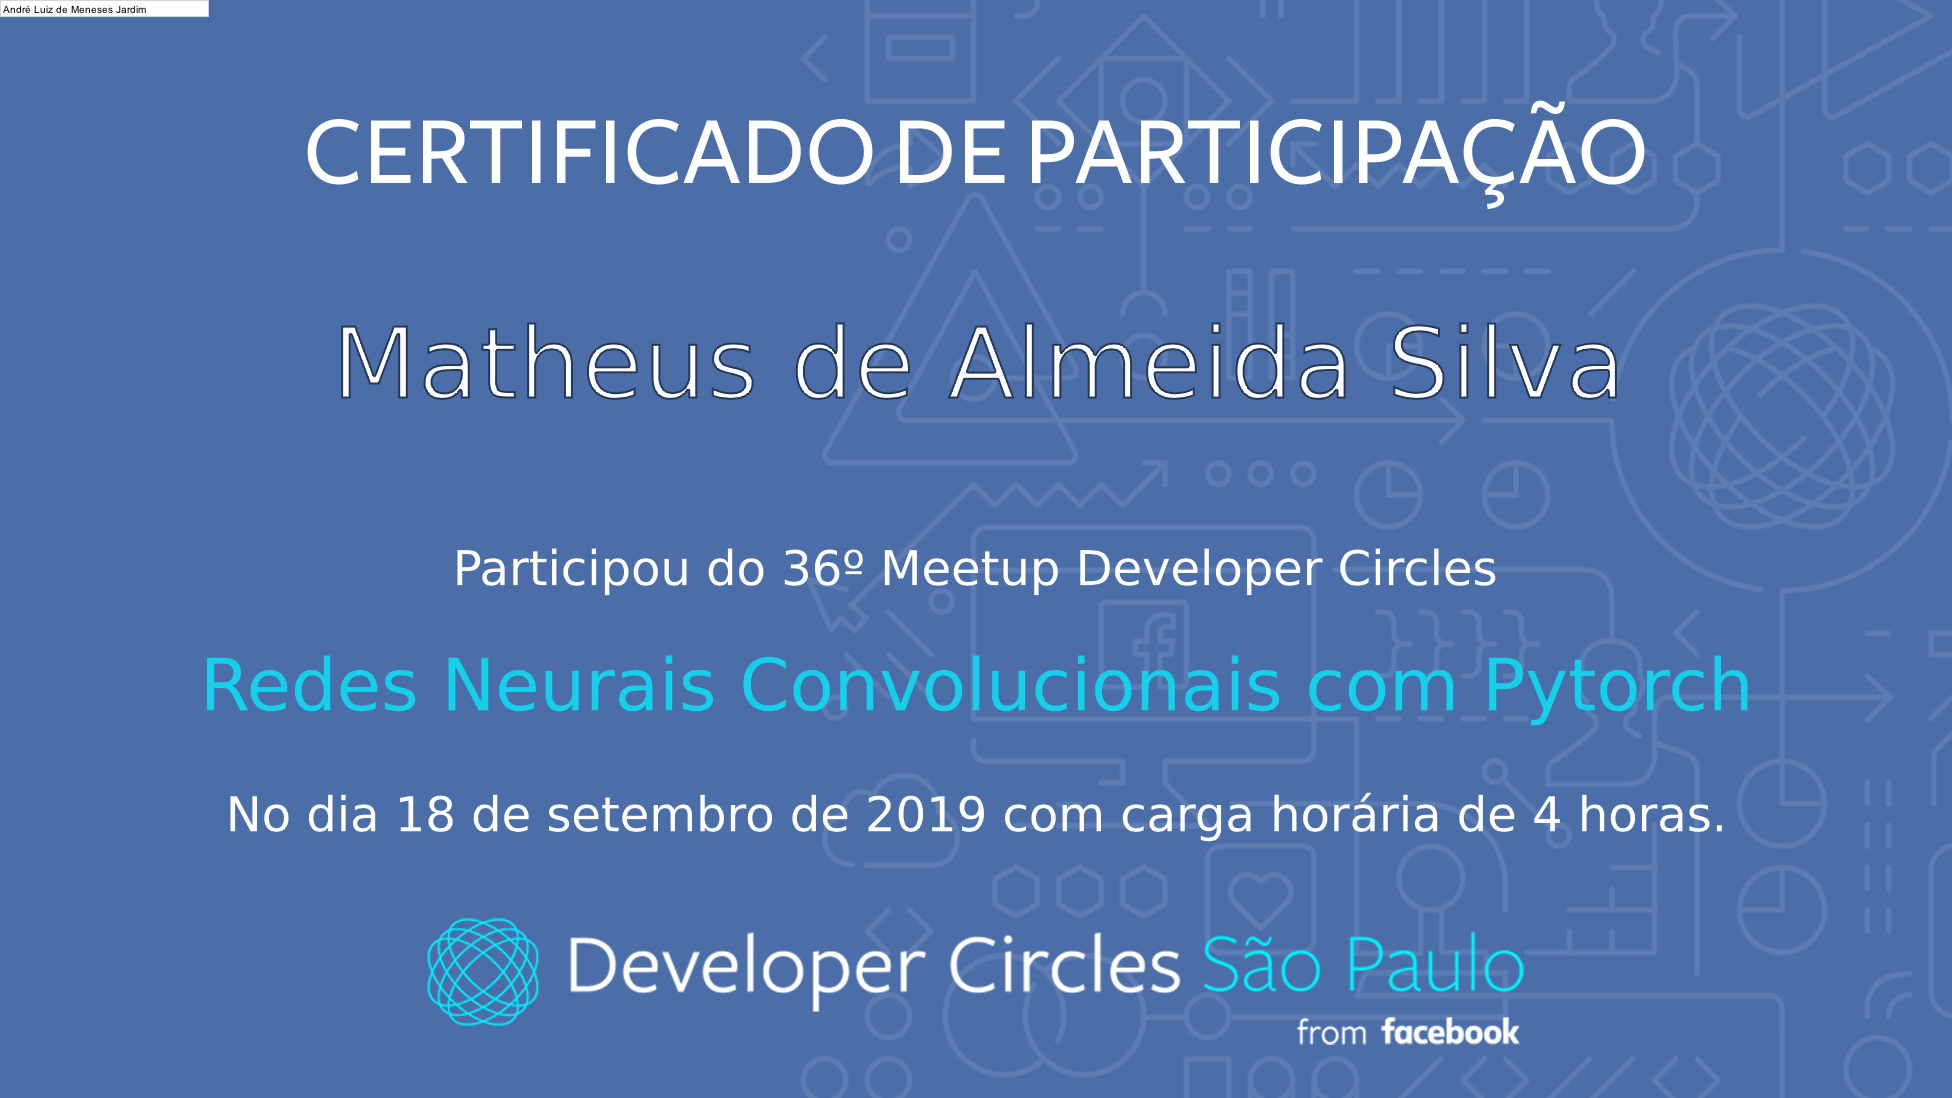 André Luiz de Meneses Jardim
CERTIFICADO DE PARTICIPAÇÃO
Matheus de Almeida Silva
Participou do 36º Meetup Developer Circles
Redes Neurais Convolucionais com Pytorch
No dia 18 de setembro de 2019 com carga horária de 4 horas.
Developer Circles São Paulo
from facebook